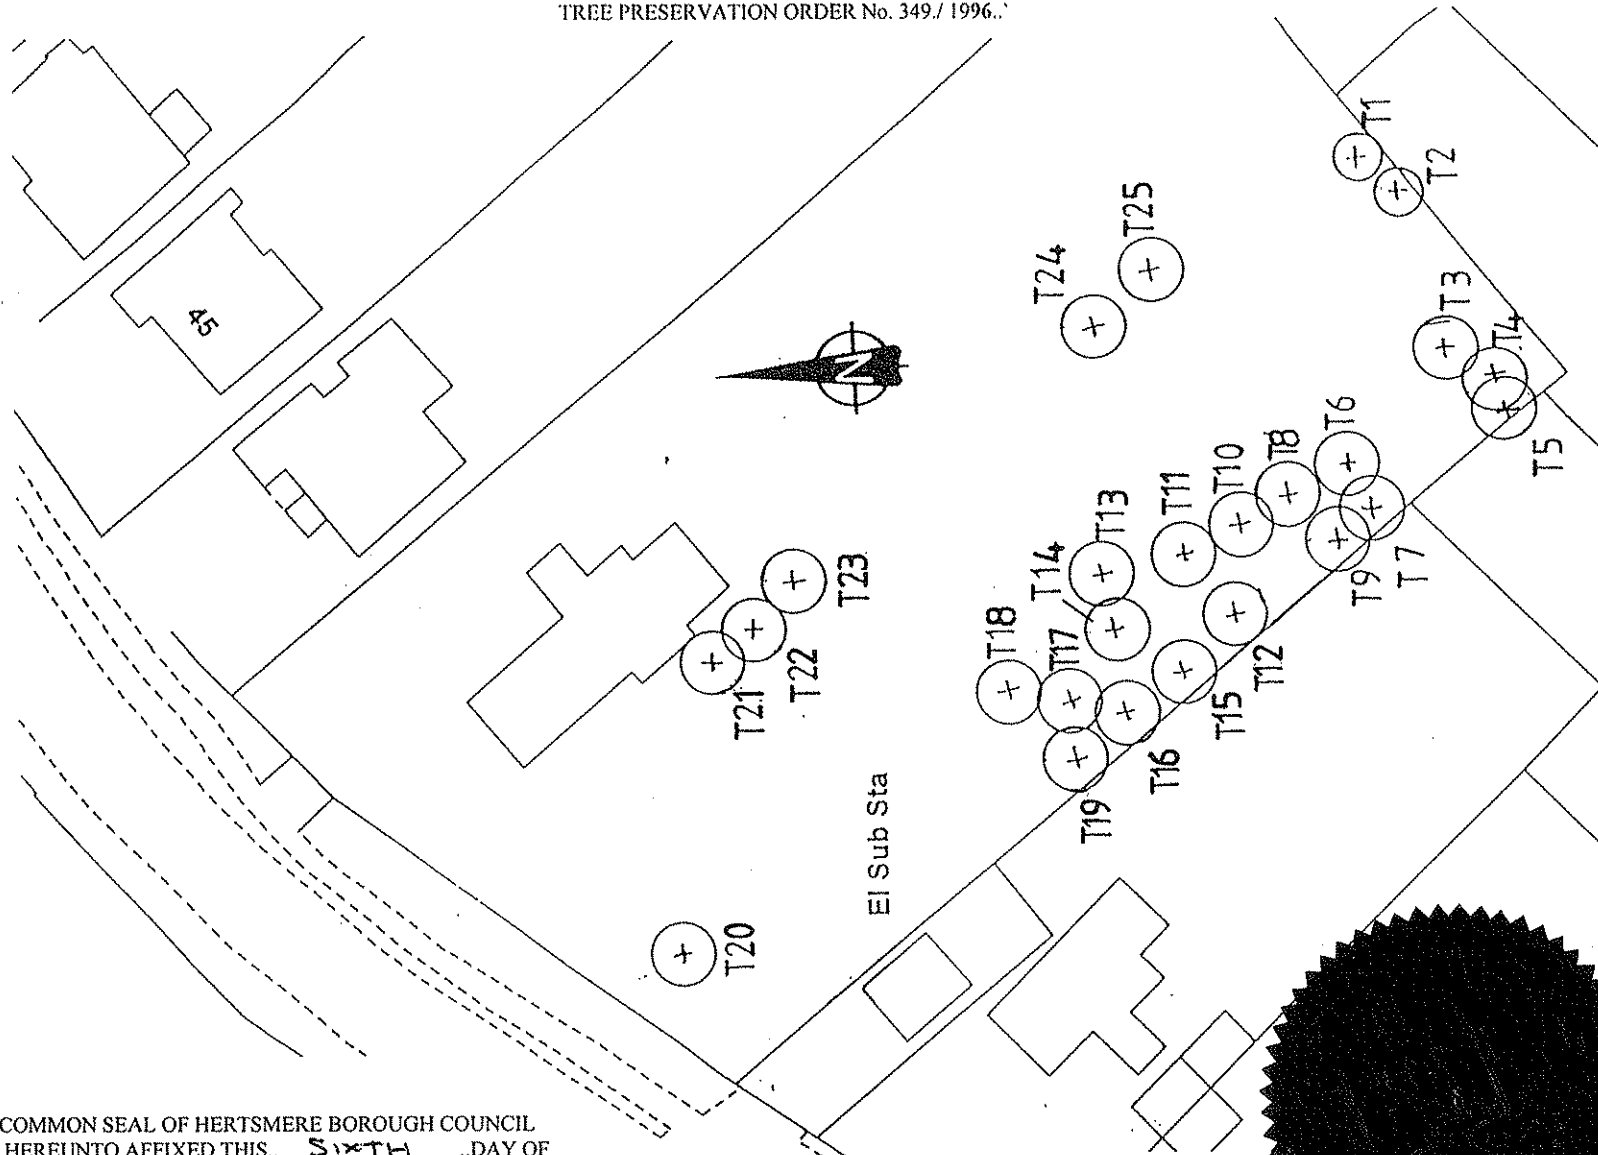 TREE PRESERVATION ORDER No. 349./ 1996..
T1
T2
T25
T24
T3
T4
45
N
T6
T5
T8
T10
T11
T13
T14
T9
T7
T23
T18
T17
T12
T22
T21
T15
T16
T19
El Sub Sta
T20
COMMON SEAL OF HERTSMERE BOROUGH COUNCIL
HEREUNTO AFFIXED THIS SIXTH ..DAY OF